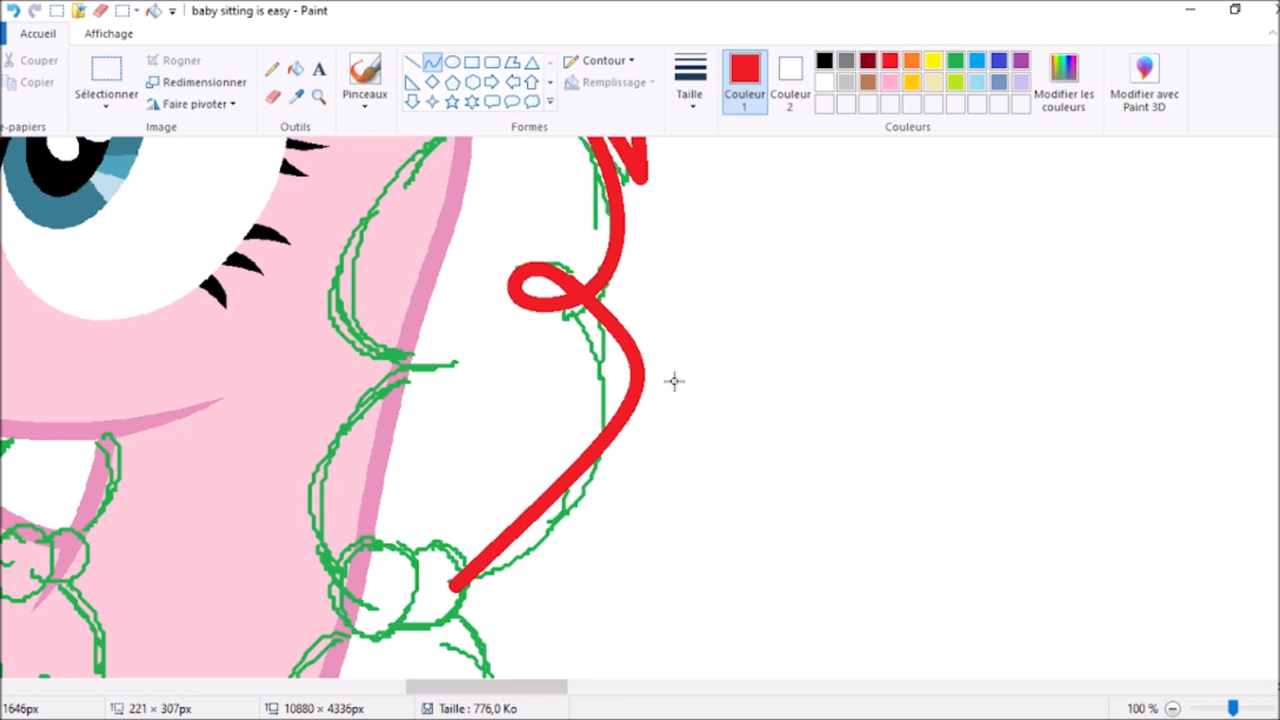 baby sitting is easy - Paint
Accueil Affichage
Couper
Copier
Sélectionner
Rogner
Redimensionner
Faire pivoter
Pinceaux
Contour
Remplissage
Taille
Couleur 1
Couleur 2
Modifier les couleurs
Modifier avec Paint 3D
e-papiers Image Outils Formes Couleurs
1646px 221 × 307px 10880 × 4336px Taille : 776,0 Ko 100 %